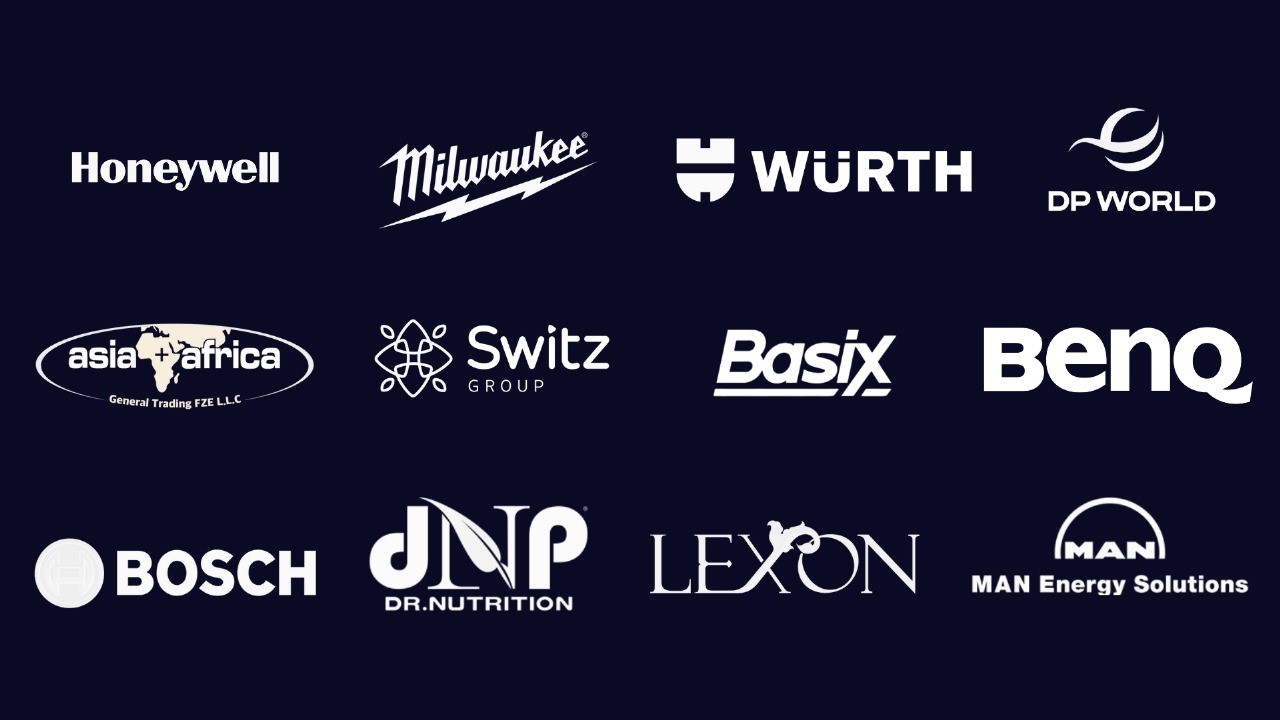 Honeywell
Milwaukee®
WÜRTH
DP WORLD
asia + africa
General Trading FZE L.L.C
Switz
GROUP
Basix
BenQ
BOSCH
dNP
DR.NUTRITION
LEXON
MAN
MAN Energy Solutions